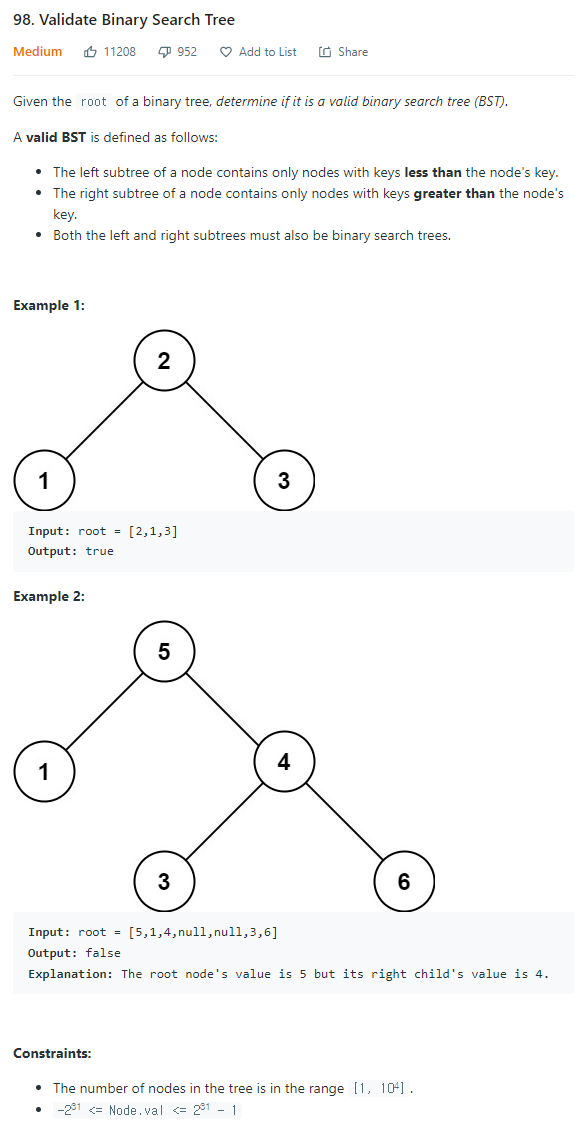 98. Validate Binary Search Tree
Medium 11208 952 Add to List Share
Given the root of a binary tree, determine if it is a valid binary search tree (BST).
A valid BST is defined as follows:
• The left subtree of a node contains only nodes with keys less than the node's key.
• The right subtree of a node contains only nodes with keys greater than the node's
key.
• Both the left and right subtrees must also be binary search trees.
Example 1:
2
1 3
Input: root = [2,1,3]
Output: true
Example 2:
5
1 4
3 6
Input: root = [5,1,4,null,null,3,6]
Output: false
Explanation: The root node's value is 5 but its right child's value is 4.
Constraints:
• The number of nodes in the tree is in the range [1, 10⁴].
• -2³¹ <= Node.val <= 2³¹ - 1